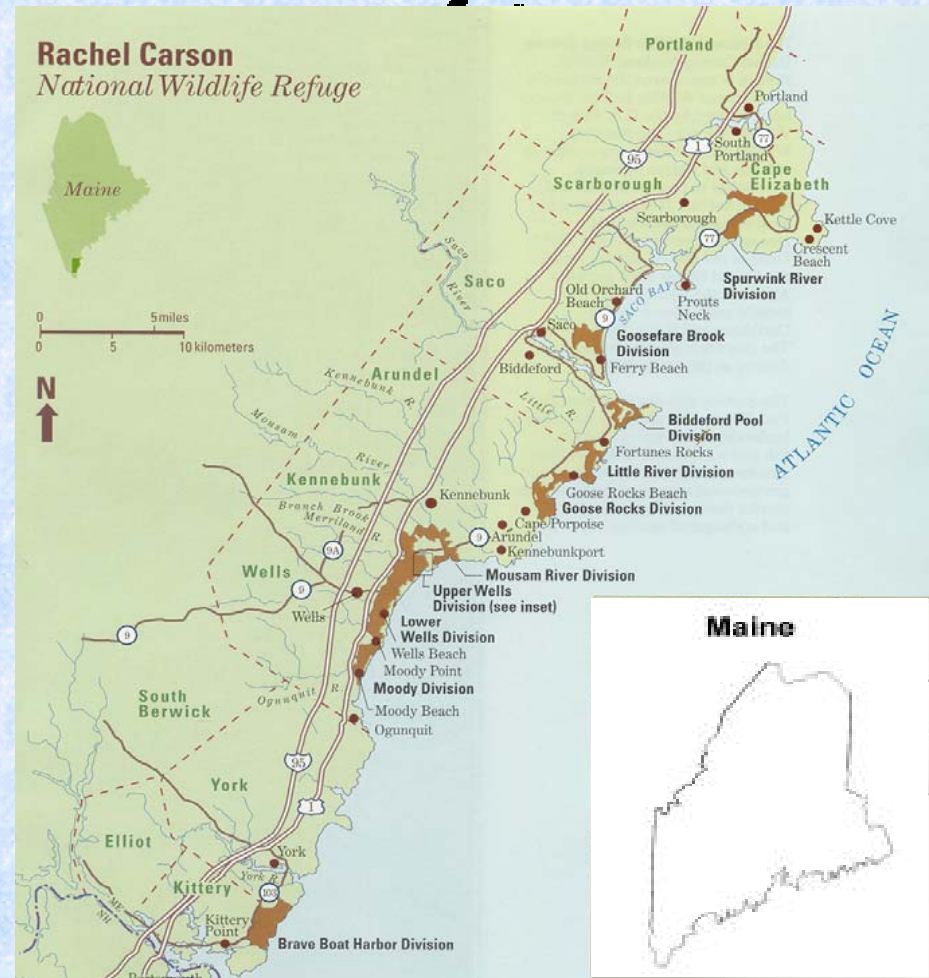 Rachel Carson
National Wildlife Refuge
Maine
0 5miles
0 5 10 kilometers
N
Portland
Portland
1
South
Portland
77
95
Cape
Elizabeth
Scarborough
Scarborough
Kettle Cove
Crescent
Beach
77
Spurwink River
Division
Prouts
Neck
Saco
River
Saco
Old Orchard
Beach
SACO BAY
9
Saco
Goosefare Brook
Division
Ferry Beach
Biddeford
ATLANTIC OCEAN
Arundel
Kennebunk R.
Little R.
Biddeford Pool
Division
Fortunes Rocks
Mousam
River
Little River Division
Kennebunk
Goose Rocks Beach
Kennebunk
Goose Rocks Division
Branch Brook
Merriland R.
Cape Porpoise
9
Arundel
Kennebunkport
9A
Wells
Mousam River Division
9
Upper Wells
Division (see inset)
Wells
Lower
Wells Division
9
Wells Beach
Moody Point
Moody Division
South
Berwick
Ogunquit R.
Moody Beach
Ogunquit
95
York
1
Elliot
York
York R.
Kittery
103
ME
NH
Kittery
Point
Brave Boat Harbor Division
Portsmouth
Maine